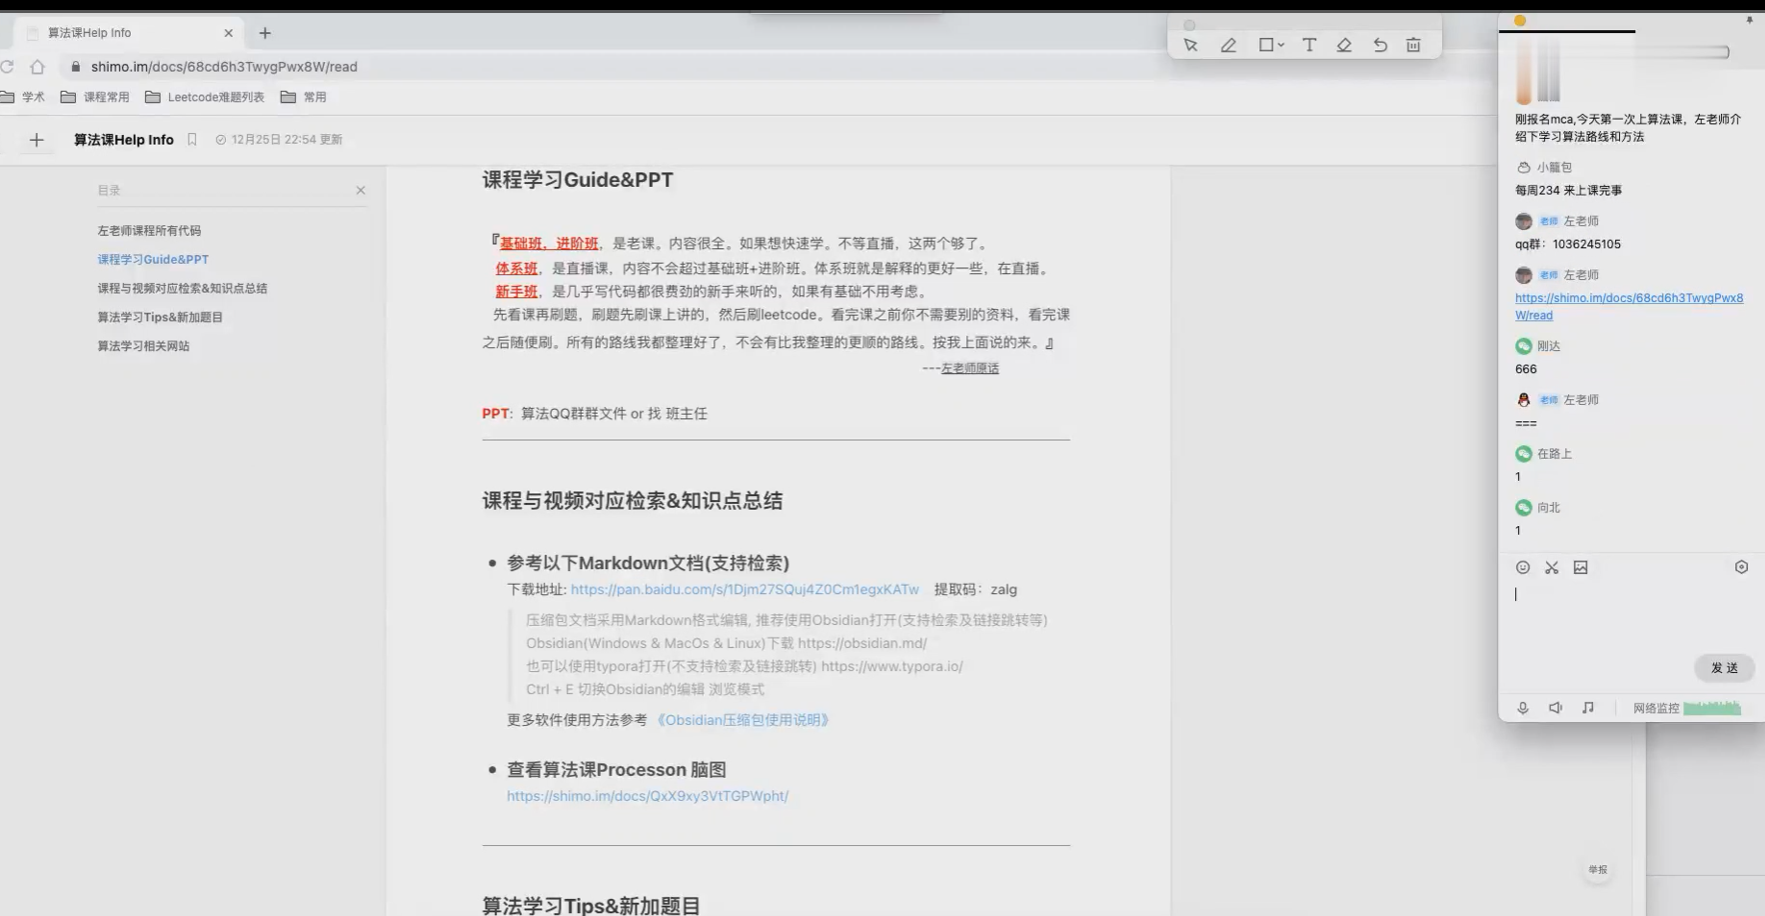 算法课Help Info
shimo.im/docs/68cd6h3TwygPwx8W/read
学术 课程常用 Leetcode难题列表 常用
算法课Help Info 12月25日 22:54 更新
目录
左老师课程所有代码
课程学习Guide&PPT
课程与视频对应检索&知识点总结
算法学习Tips&新加题目
算法学习相关网站
课程学习Guide&PPT
『基础班，进阶班，是老课。内容很全。如果想快速学。不等直播，这两个够了。
体系班，是直播课，内容不会超过基础班+进阶班。体系班就是解释的更好一些，在直播。
新手班，是几乎写代码都很费劲的新手来听的，如果有基础不用考虑。
先看课再刷题，刷题先刷课上讲的，然后刷leetcode。看完课之前你不需要别的资料，看完课
之后随便刷。所有的路线我都整理好了，不会有比我整理的更顺的路线。按我上面说的来。』
---左老师原话
PPT：算法QQ群群文件 or 找 班主任
课程与视频对应检索&知识点总结
参考以下Markdown文档(支持检索)
下载地址: https://pan.baidu.com/s/1Djm27SQuj4Z0Cm1egxKATw 提取码：zalg
压缩包文档采用Markdown格式编辑, 推荐使用Obsidian打开(支持检索及链接跳转等)
Obsidian(Windows & MacOs & Linux)下载 https://obsidian.md/
也可以使用typora打开(不支持检索及链接跳转) https://www.typora.io/
Ctrl + E 切换Obsidian的编辑 浏览模式
更多软件使用方法参考 《Obsidian压缩包使用说明》
查看算法课Processon 脑图
https://shimo.im/docs/QxX9xy3VtTGPWpht/
算法学习Tips&新加题目
举报
刚报名mca,今天第一次上算法课，左老师介
绍下学习算法路线和方法
小籠包
每周234 来上课完事
老师 左老师
qq群：1036245105
老师 左老师
https://shimo.im/docs/68cd6h3TwygPwx8
W/read
刚达
666
老师 左老师
===
在路上
1
向北
1
发 送
网络监控